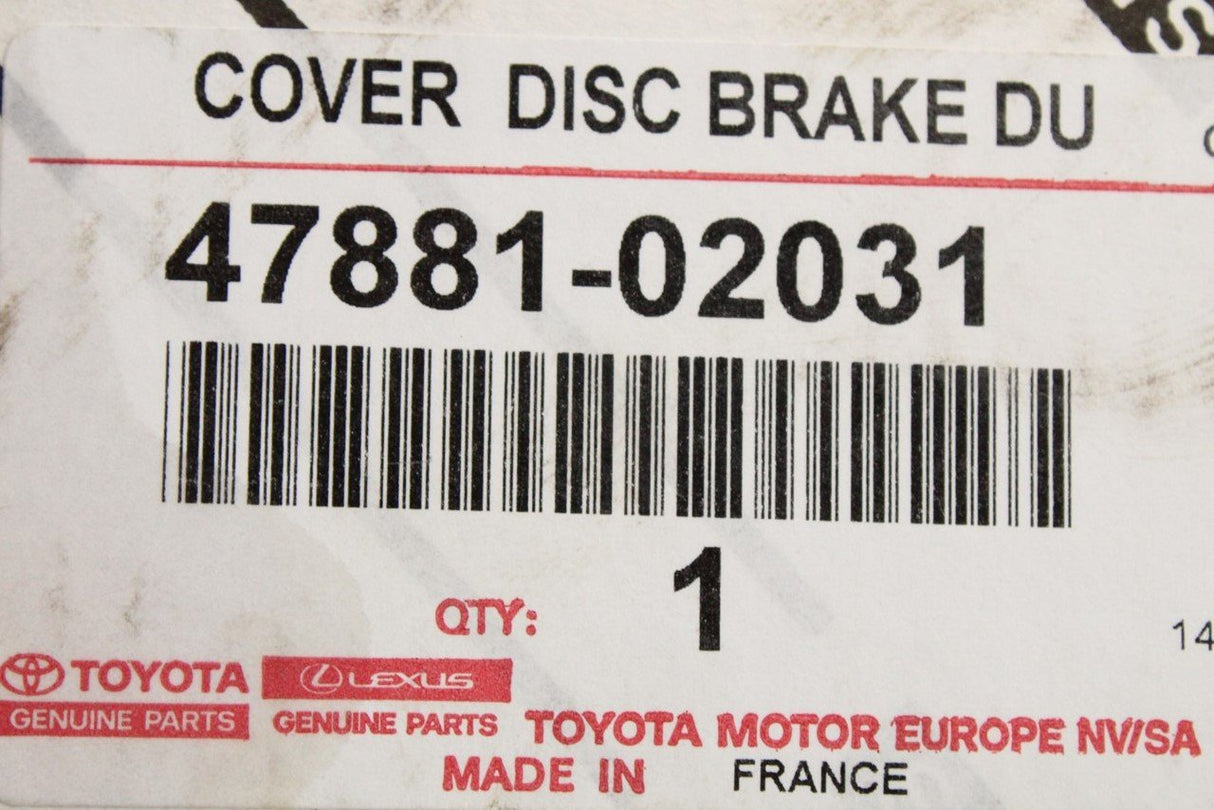 COVER DISC BRAKE DU
47881-02031
1
QTY:
14
TOYOTA LEXUS
GENUINE PARTS GENUINE PARTS TOYOTA MOTOR EUROPE NV/SA
MADE IN FRANCE